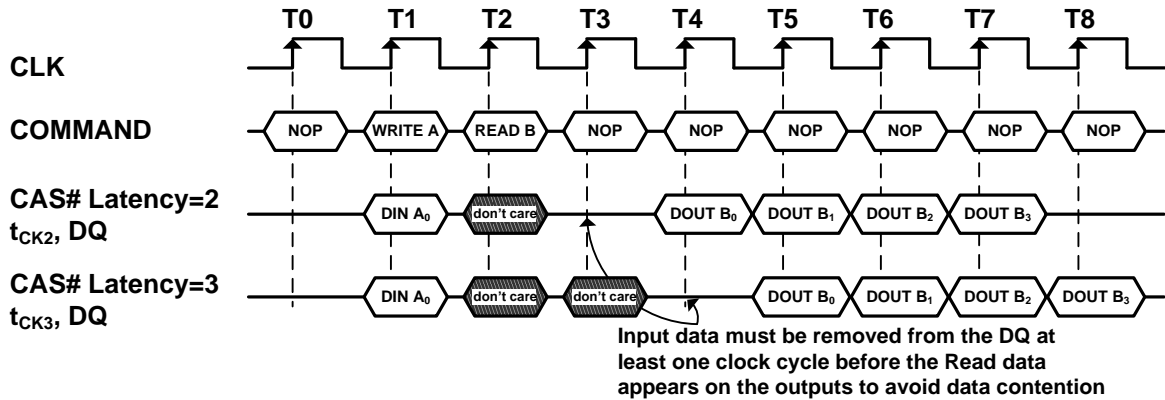 T0 T1 T2 T3 T4 T5 T6 T7 T8
CLK
COMMAND NOP WRITE A READ B NOP NOP NOP NOP NOP NOP
CAS# Latency=2
tCK2, DQ DIN A0 don't care DOUT B0 DOUT B1 DOUT B2 DOUT B3
CAS# Latency=3
tCK3, DQ DIN A0 don't care don't care DOUT B0 DOUT B1 DOUT B2 DOUT B3
Input data must be removed from the DQ at
least one clock cycle before the Read data
appears on the outputs to avoid data contention